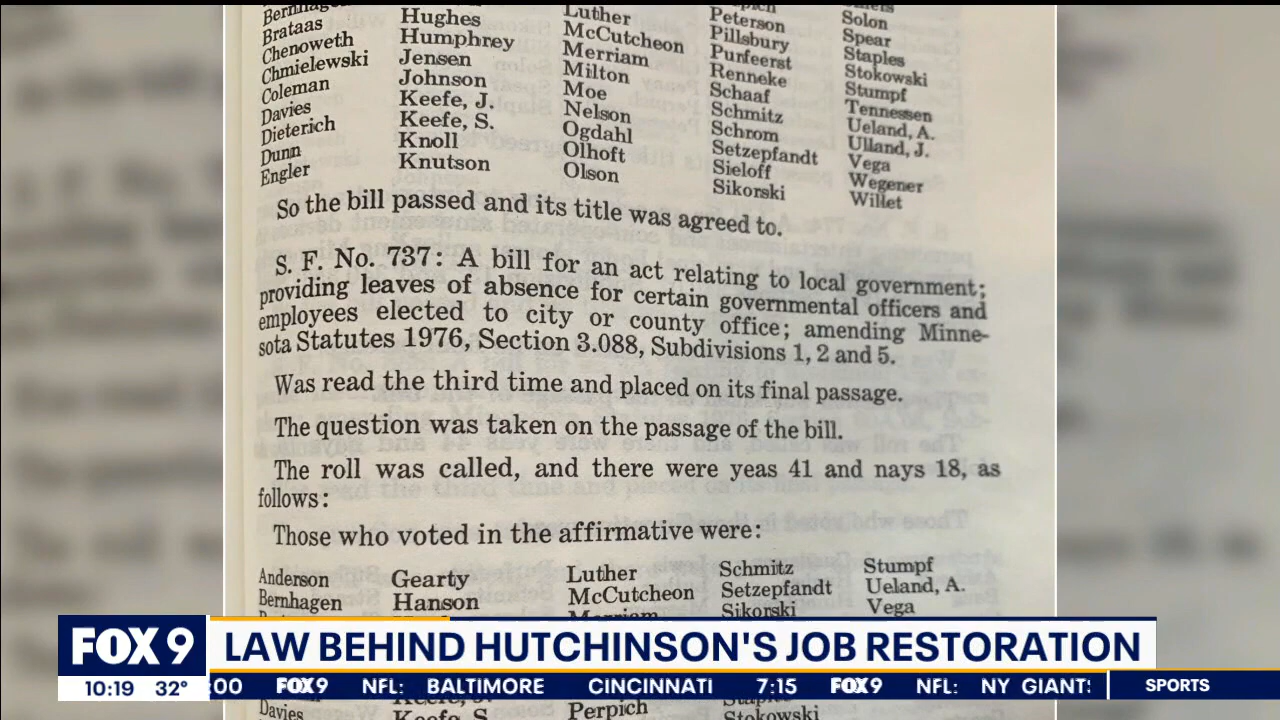 Bernhagen
Brataas
Chenoweth
Chmielewski
Coleman
Davies
Dieterich
Dunn
Engler
Hughes
Humphrey
Jensen
Johnson
Keefe, J.
Keefe, S.
Knoll
Knutson
Luther
McCutcheon
Merriam
Milton
Moe
Nelson
Ogdahl
Olhoft
Olson
Peterson
Pillsbury
Purfeerst
Renneke
Schaaf
Schmitz
Schrom
Setzepfandt
Sieloff
Sikorski
Solon
Spear
Staples
Stokowski
Stumpf
Tennessen
Ueland, A.
Ulland, J.
Vega
Wegener
Willet
So the bill passed and its title was agreed to.
S. F. No. 737: A bill for an act relating to local government;
providing leaves of absence for certain governmental officers and
employees elected to city or county office; amending Minne-
sota Statutes 1976, Section 3.088, Subdivisions 1, 2 and 5.
Was read the third time and placed on its final passage.
The question was taken on the passage of the bill.
The roll was called, and there were yeas 41 and nays 18, as
follows:
Those who voted in the affirmative were:
Anderson Gearty Luther Schmitz Stumpf
Bernhagen Hanson McCutcheon Setzepfandt Ueland, A.
Merriam Sikorski Vega
FOX 9 LAW BEHIND HUTCHINSON'S JOB RESTORATION
10:19 32° :00 FOX9 NFL: BALTIMORE CINCINNATI 7:15 FOX9 NFL: NY GIANTS SPORTS
Davies Keefe, S. Perpich Stokowski